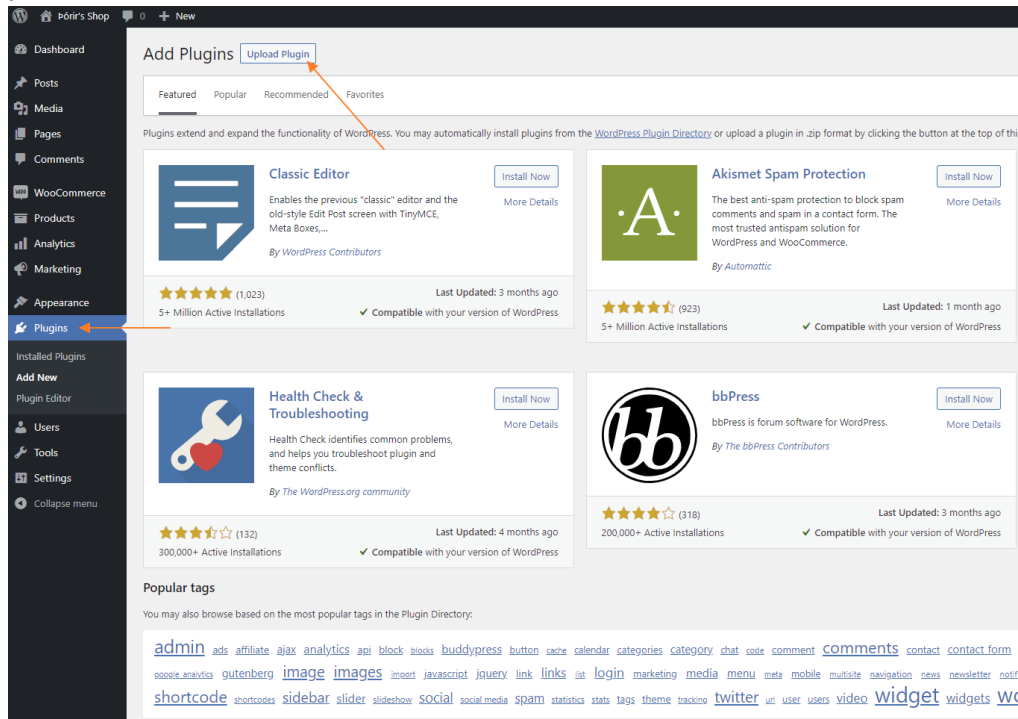 Þórir's Shop 0 + New
Dashboard
Posts
Media
Pages
Comments
WooCommerce
Products
Analytics
Marketing
Appearance
Plugins
Installed Plugins
Add New
Plugin Editor
Users
Tools
Settings
Collapse menu
Add Plugins Upload Plugin
Featured Popular Recommended Favorites
Plugins extend and expand the functionality of WordPress. You may automatically install plugins from the WordPress Plugin Directory or upload a plugin in .zip format by clicking the button at the top of
Classic Editor
Install Now
More Details
Enables the previous "classic" editor and the
old-style Edit Post screen with TinyMCE,
Meta Boxes,...
By WordPress Contributors
(1,023)
Last Updated: 3 months ago
5+ Million Active Installations
Compatible with your version of WordPress
·A·
Akismet Spam Protection
Install Now
More Details
The best anti-spam protection to block spam
comments and spam in a contact form. The
most trusted antispam solution for
WordPress and WooCommerce.
By Automattic
(923)
Last Updated: 1 month ago
5+ Million Active Installations
Compatible with your version of WordPress
Health Check &
Troubleshooting
Install Now
More Details
Health Check identifies common problems,
and helps you troubleshoot plugin and
theme conflicts.
By The WordPress.org community
(132)
Last Updated: 4 months ago
300,000+ Active Installations
Compatible with your version of WordPress
bb
bbPress
Install Now
More Details
bbPress is forum software for WordPress.
By The bbPress Contributors
(318)
Last Updated: 3 months ago
200,000+ Active Installations
Compatible with your version of WordPress
Popular tags
You may also browse based on the most popular tags in the Plugin Directory:
admin ads affiliate ajax analytics api block blocks buddypress button cache calendar categories category chat code comment comments contact contact form
google analytics gutenberg image images import javascript jquery link links list login marketing media menu meta mobile multisite navigation news newsletter
shortcode shortcodes sidebar slider slideshow social social media spam statistics stats tags theme tracking twitter url user users video widget widgets